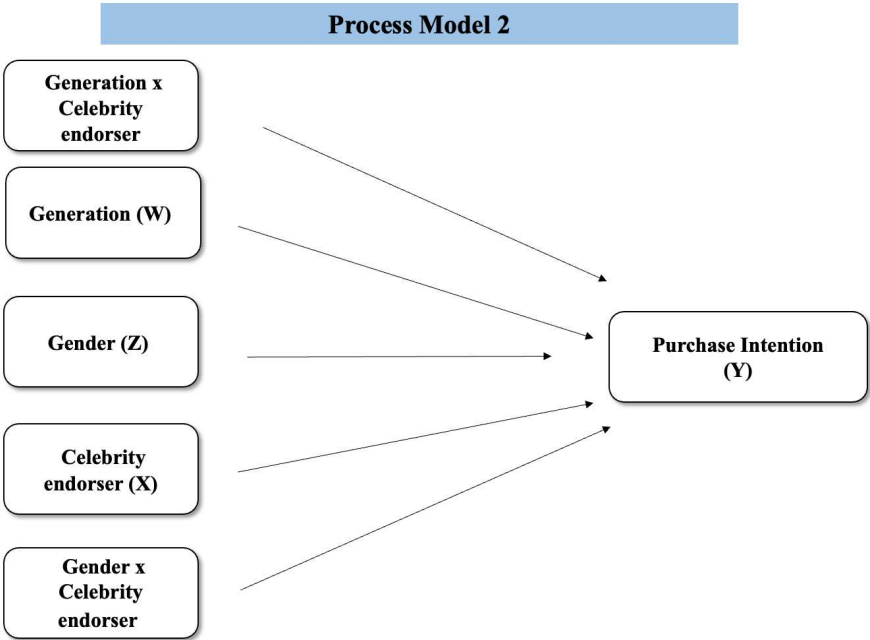 Process Model 2
Generation x
Celebrity
endorser
Generation (W)
Gender (Z)
Celebrity
endorser (X)
Gender x
Celebrity
endorser
Purchase Intention
(Y)